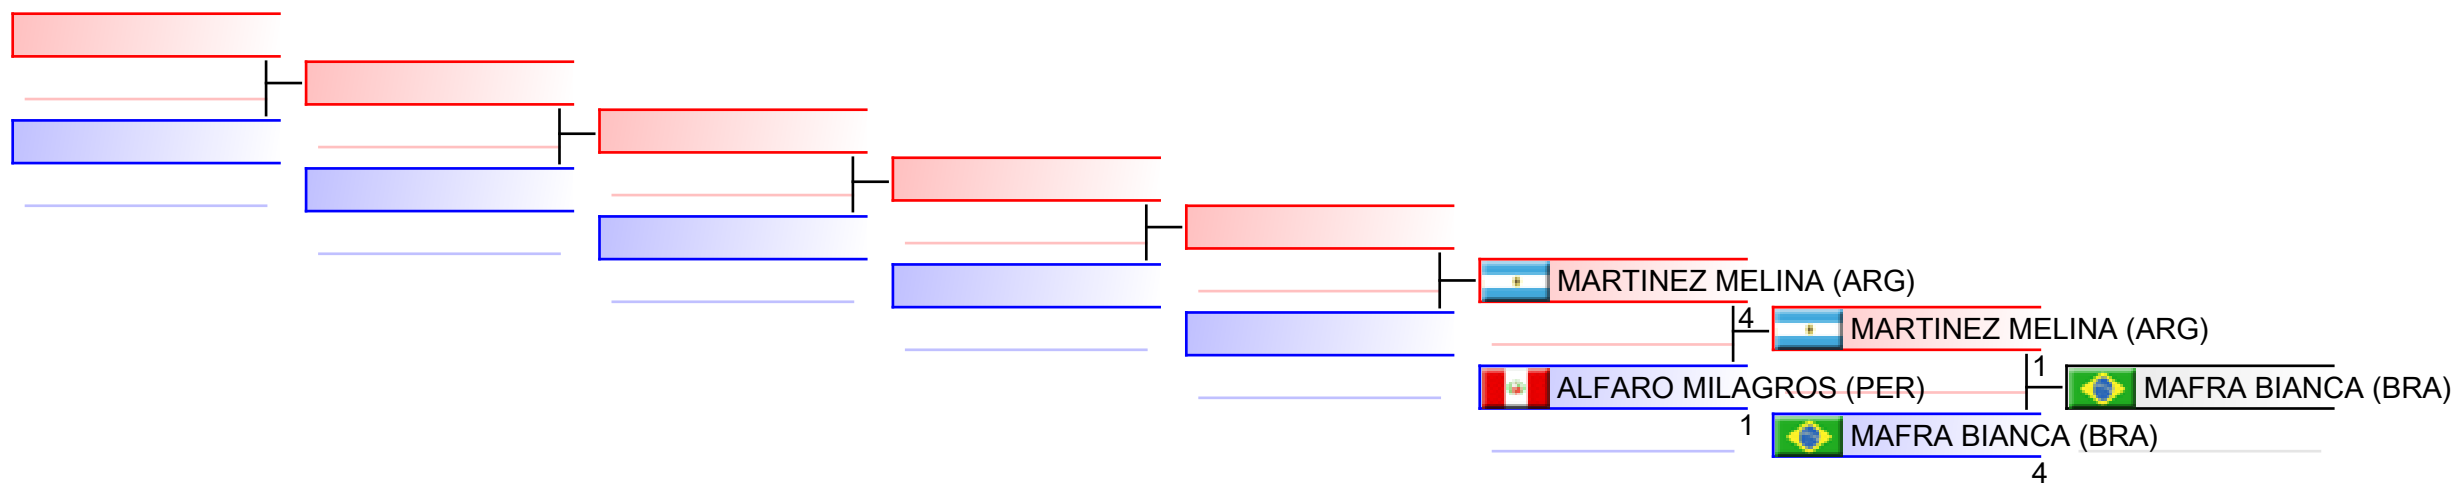 MARTINEZ MELINA (ARG)
4
MARTINEZ MELINA (ARG)
1
ALFARO MILAGROS (PER)
MAFRA BIANCA (BRA)
1
MAFRA BIANCA (BRA)
4